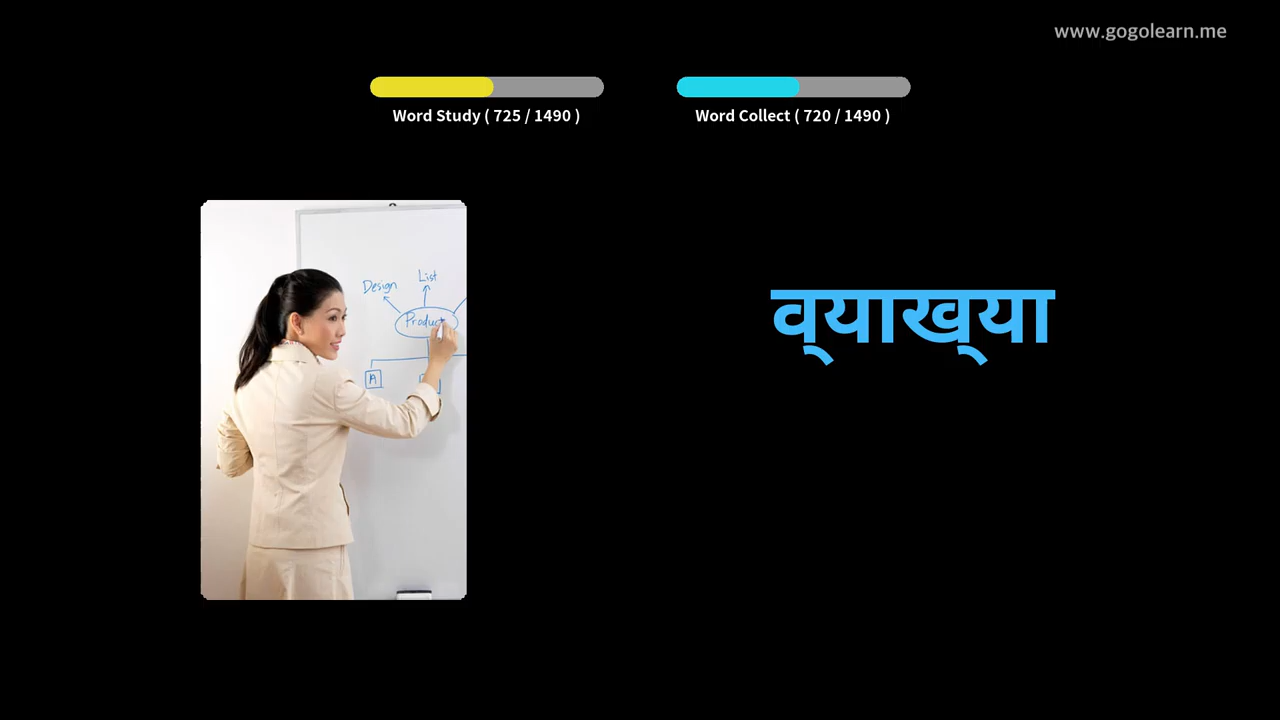 www.gogolearn.me
Word Study ( 725 / 1490 )
Word Collect ( 720 / 1490 )
Design
List
Product
A
व्याख्या